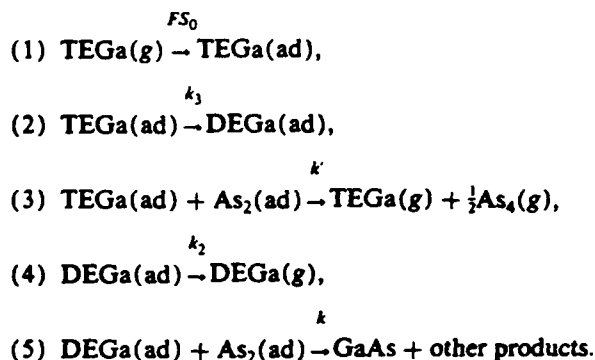 FS₀
(1) TEGa(g) → TEGa(ad),
k₃
(2) TEGa(ad) → DEGa(ad),
k′
(3) TEGa(ad) + As₂(ad) → TEGa(g) + ½As₄(g),
k₂
(4) DEGa(ad) → DEGa(g),
k
(5) DEGa(ad) + As₂(ad) → GaAs + other products.